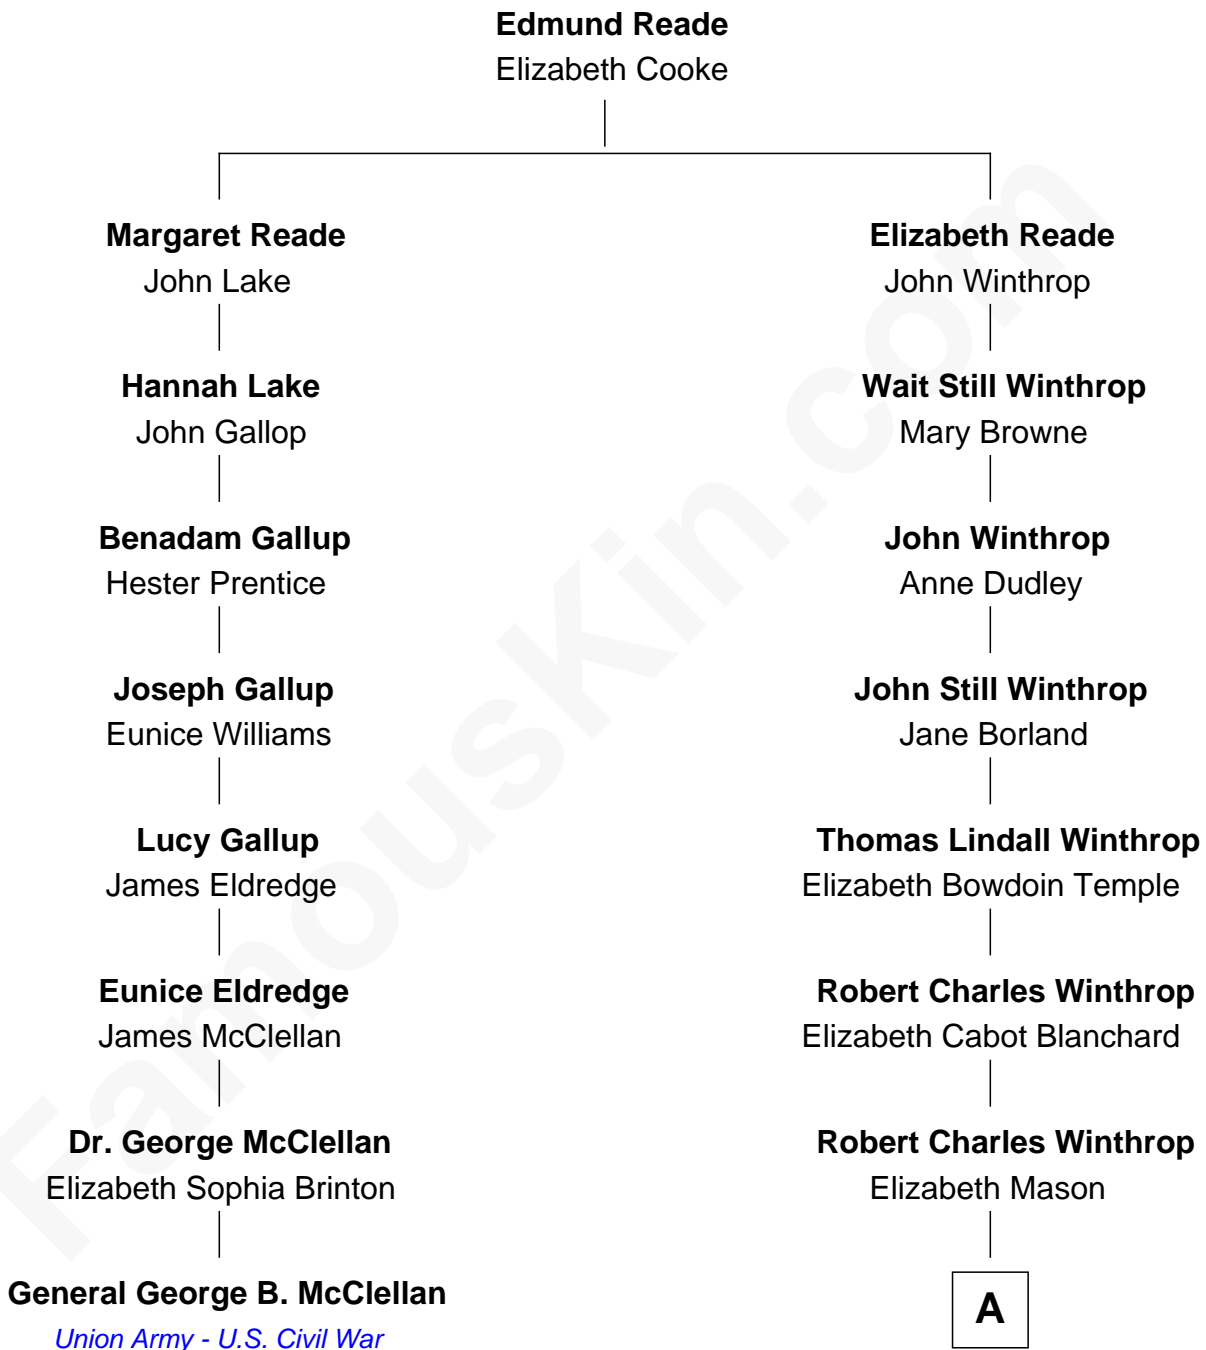 Edmund Reade
Elizabeth Cooke
Margaret Reade
John Lake
Elizabeth Reade
John Winthrop
Hannah Lake
John Gallop
Wait Still Winthrop
Mary Browne
Benadam Gallup
Hester Prentice
John Winthrop
Anne Dudley
Joseph Gallup
Eunice Williams
John Still Winthrop
Jane Borland
Lucy Gallup
James Eldredge
Thomas Lindall Winthrop
Elizabeth Bowdoin Temple
Eunice Eldredge
James McClellan
Robert Charles Winthrop
Elizabeth Cabot Blanchard
Dr. George McClellan
Elizabeth Sophia Brinton
Robert Charles Winthrop
Elizabeth Mason
General George B. McClellan
Union Army - U.S. Civil War
A
FamousKin.com